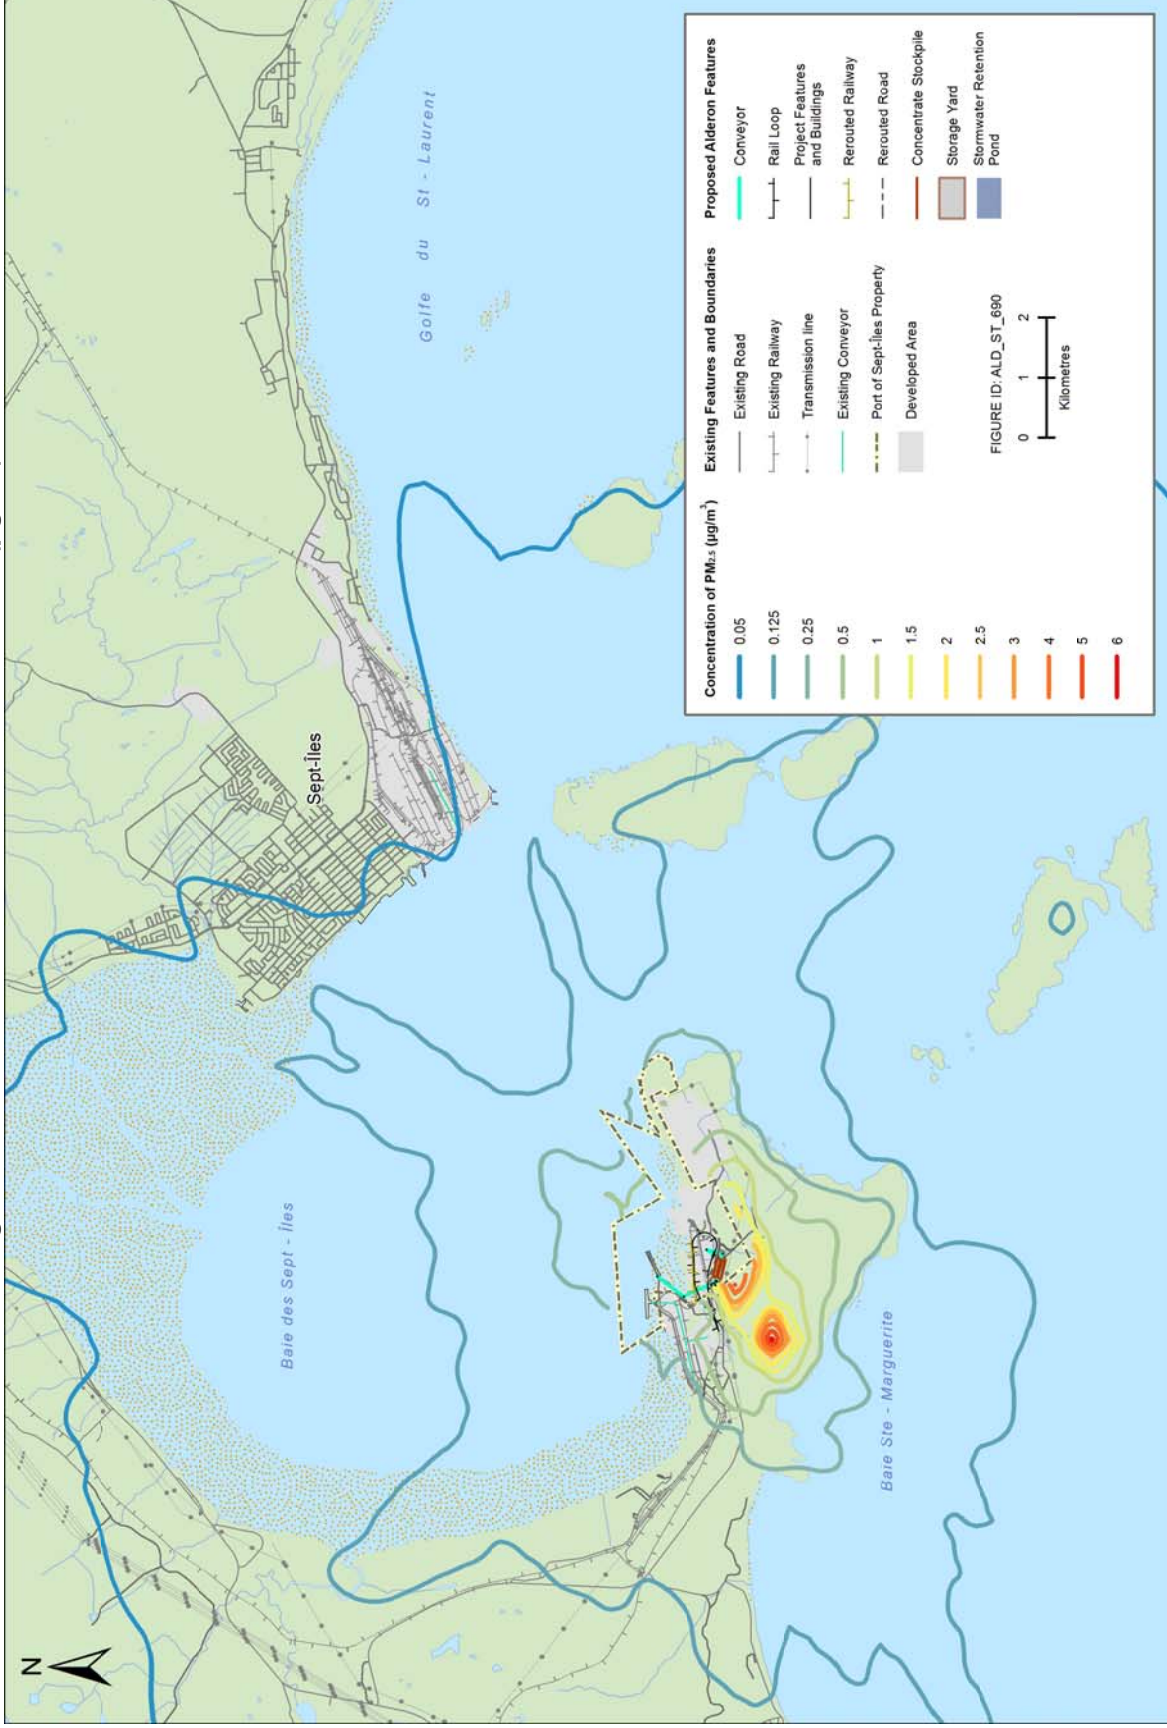 N
Sept-Îles
Golfe du St - Laurent
Baie des Sept - Îles
Baie Ste - Marguerite
Concentration of PM2.5 (µg/m³)
0.05
0.125
0.25
0.5
1
1.5
2
2.5
3
4
5
6
Existing Features and Boundaries
Existing Road
Existing Railway
Transmission line
Existing Conveyor
Port of Sept-Îles Property
Developed Area
Proposed Alderon Features
Conveyor
Rail Loop
Project Features
and Buildings
Rerouted Railway
Rerouted Road
Concentrate Stockpile
Storage Yard
Stormwater Retention
Pond
FIGURE ID: ALD_ST_690
0 1 2
Kilometres